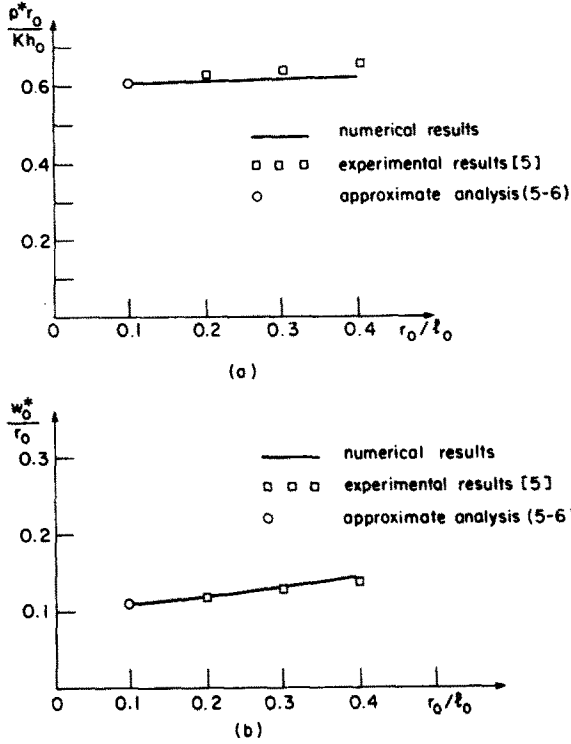 p*r₀
Kh₀
0.6
0.4
0.2
numerical results
experimental results [5]
approximate analysis (5-6)
0 0.1 0.2 0.3 0.4 r₀/ℓ₀
(a)
w₀*
r₀
0.3
0.2
0.1
numerical results
experimental results [5]
approximate analysis (5-6)
0 0.1 0.2 0.3 0.4 r₀/ℓ₀
(b)